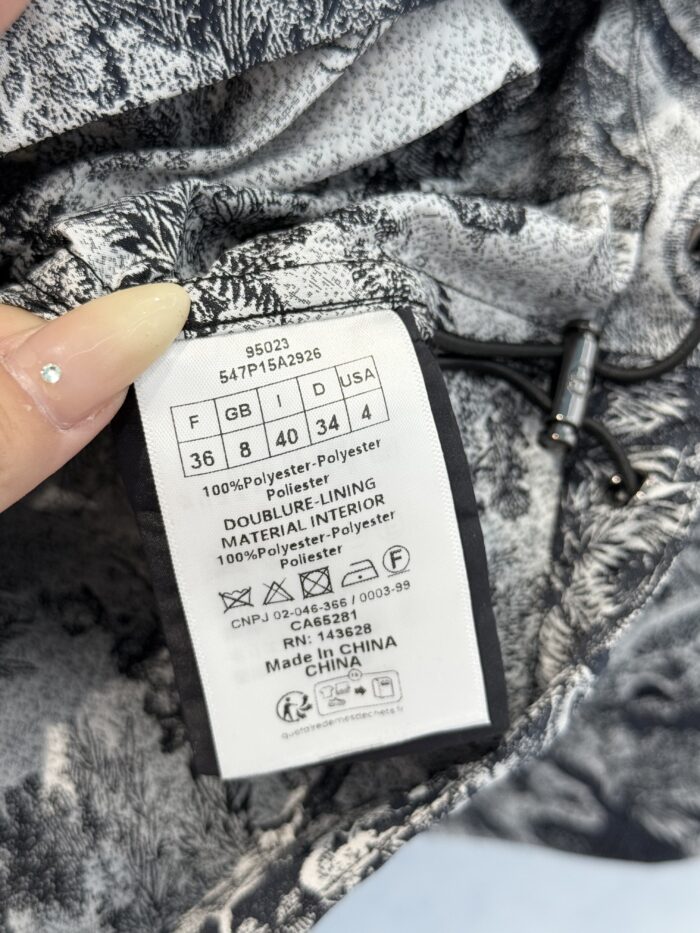 95023
547P15A2926
F GB I D USA
36 8 40 34 4
100%Polyester-Polyester
Poliester
DOUBLURE-LINING
MATERIAL INTERIOR
100%Polyester-Polyester
Poliester
F
CNPJ 02-046-366 / 0003-99
CA65281
RN: 143628
Made In CHINA
CHINA
quefairedemesdechets.fr